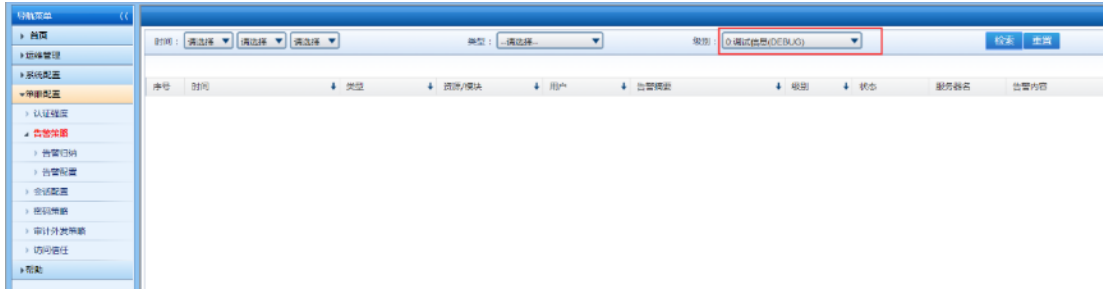 导航菜单
首页
运维管理
系统配置
策略配置
认证强度
告警策略
告警归纳
告警配置
会话配置
密码策略
审计外发策略
访问信任
帮助
时间： 请选择 请选择 请选择 类型： --请选择-- 级别： 0 调试信息(DEBUG) 检索 重置
序号 时间 类型 资源/模块 用户 告警摘要 级别 状态 服务器名 告警内容